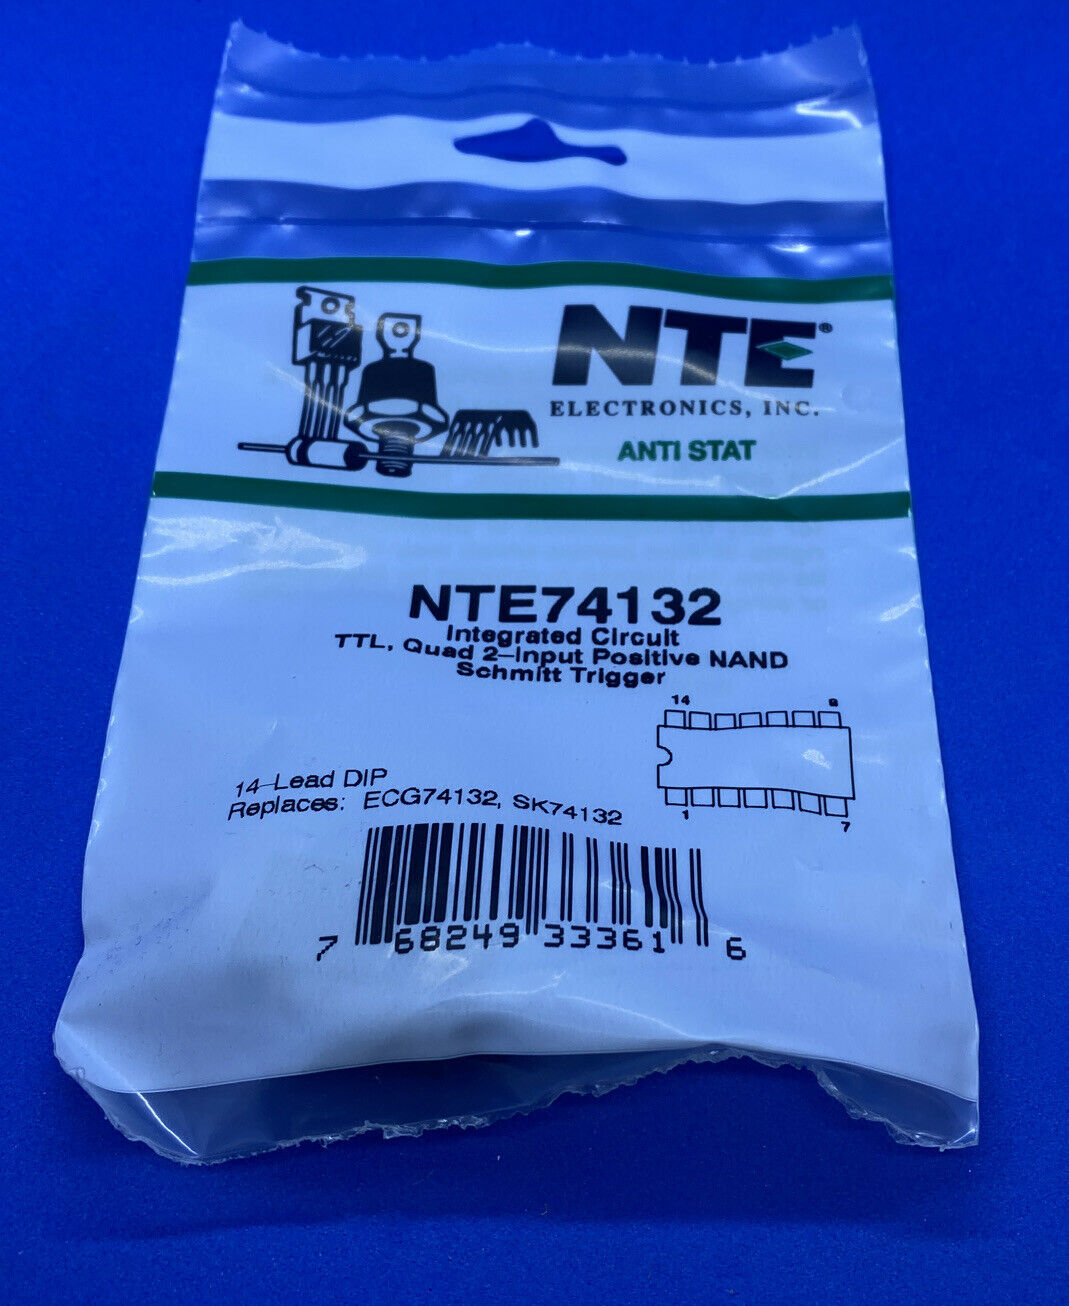 NTE®
ELECTRONICS, INC.
ANTI STAT
NTE74132
Integrated Circuit
TTL, Quad 2–Input Positive NAND
Schmitt Trigger
14 8
14–Lead DIP
Replaces: ECG74132, SK74132
1 7
7 68249 33361 6